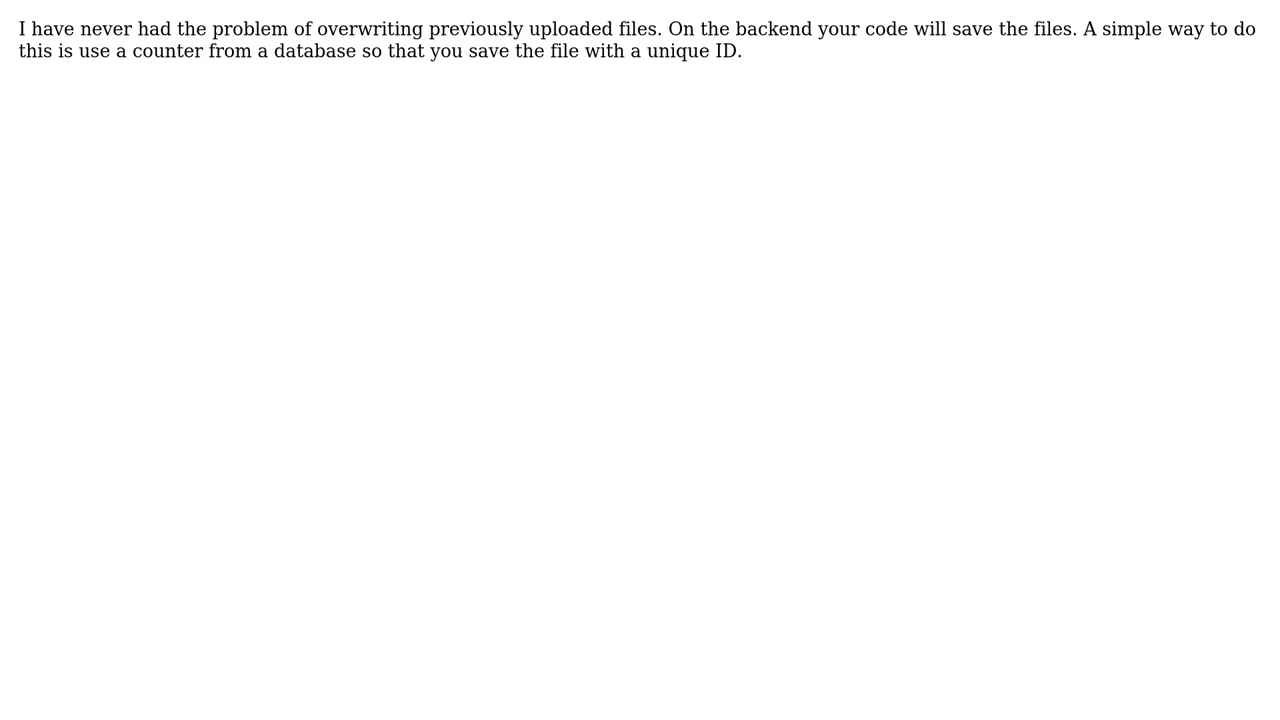 I have never had the problem of overwriting previously uploaded files. On the backend your code will save the files. A simple way to do
this is use a counter from a database so that you save the file with a unique ID.